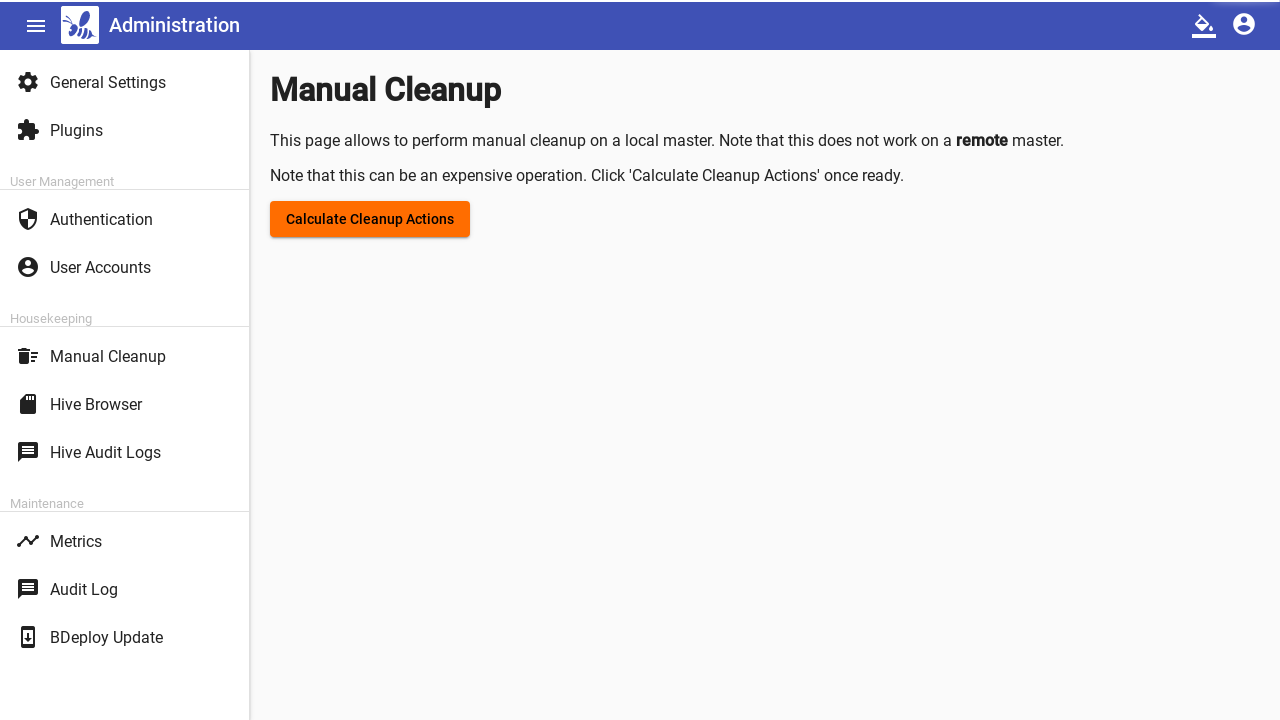 Administration
General Settings
Plugins
User Management
Authentication
User Accounts
Housekeeping
Manual Cleanup
Hive Browser
Hive Audit Logs
Maintenance
Metrics
Audit Log
BDeploy Update
Manual Cleanup
This page allows to perform manual cleanup on a local master. Note that this does not work on a remote master.
Note that this can be an expensive operation. Click 'Calculate Cleanup Actions' once ready.
Calculate Cleanup Actions